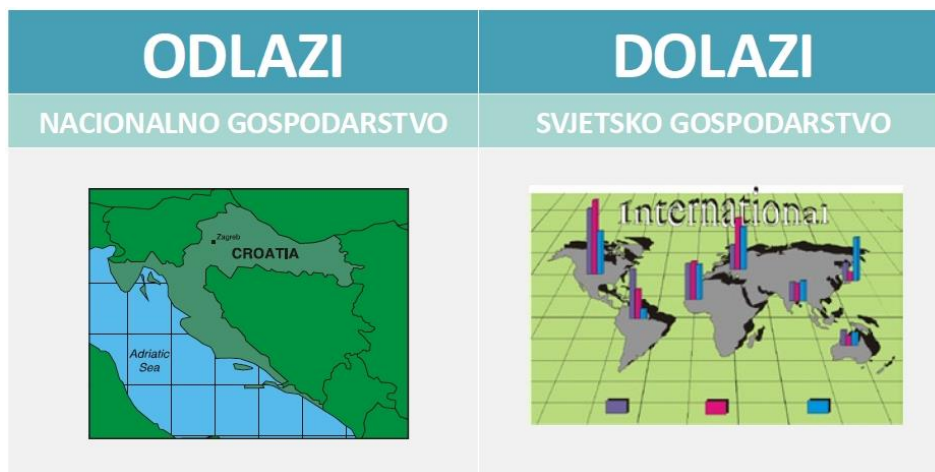 ODLAZI
DOLAZI
NACIONALNO GOSPODARSTVO
SVJETSKO GOSPODARSTVO
Zagreb
CROATIA
Adriatic
Sea
International